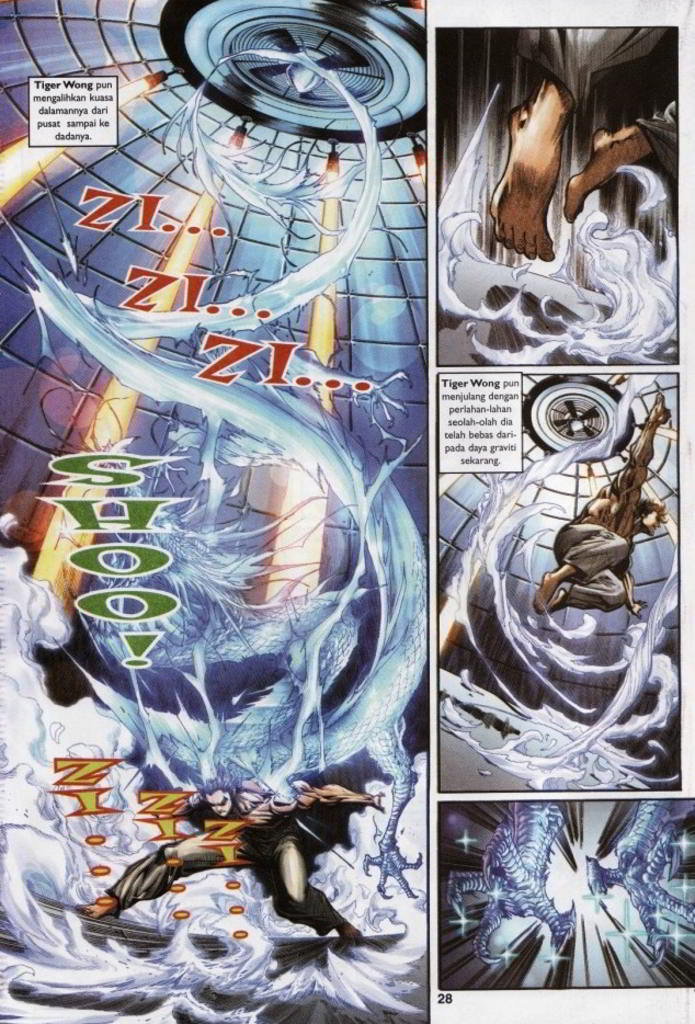 Tiger Wong pun
mengalihkan kuasa
dalamannya dari
pusat sampai ke
dadanya.
ZI...
ZI...
ZI...
SHOO!
ZI...
ZI...
ZI...
Tiger Wong pun
menjulang dengan
perlahan-lahan
seolah-olah dia
telah bebas dari-
pada daya graviti
sekarang.
28